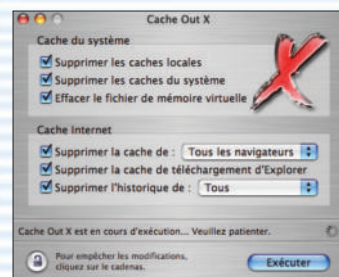 Cache Out X
Cache du système
Supprimer les caches locales
Supprimer les caches du système
Effacer le fichier de mémoire virtuelle
Cache Internet
Supprimer la cache de : Tous les navigateurs
Supprimer la cache de téléchargement d'Explorer
Supprimer l'historique de : Tous
Cache Out X est en cours d'exécution... Veuillez patienter.
Pour empêcher les modifications,
cliquez sur le cadenas.
Exécuter